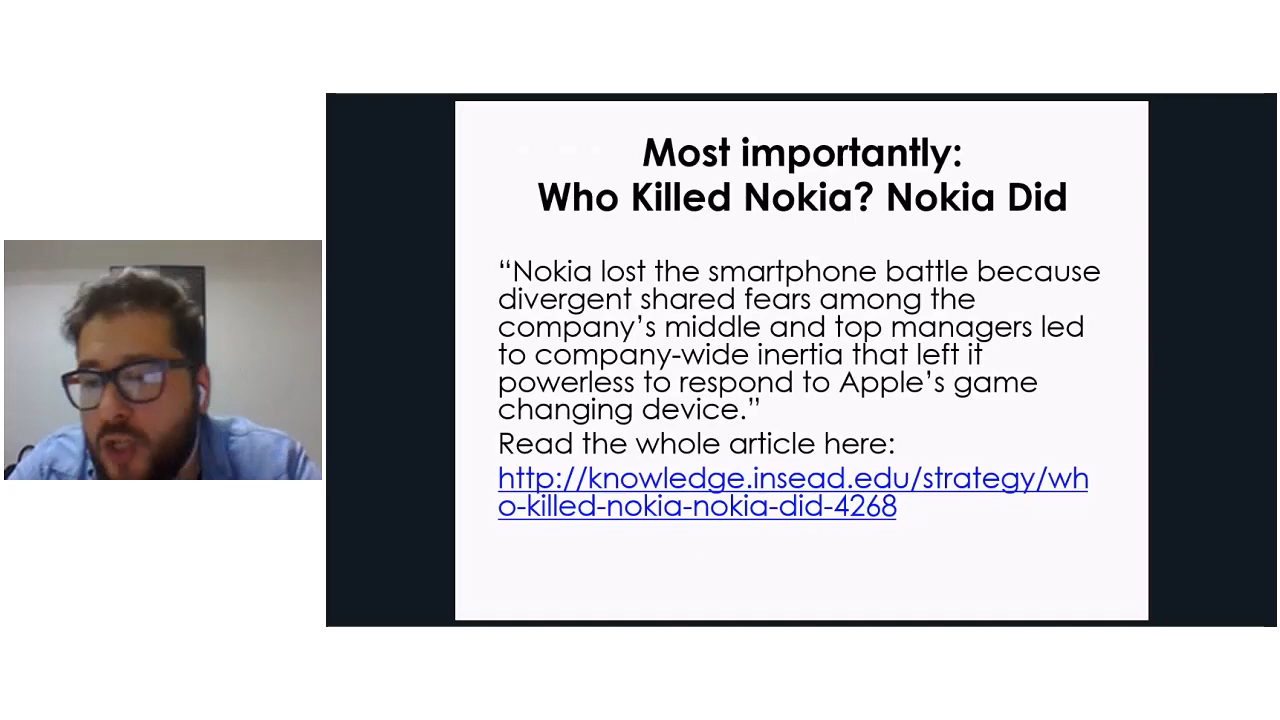 Most importantly:
Who Killed Nokia? Nokia Did
“Nokia lost the smartphone battle because
divergent shared fears among the
company’s middle and top managers led
to company-wide inertia that left it
powerless to respond to Apple’s game
changing device.”
Read the whole article here:
http://knowledge.insead.edu/strategy/wh
o-killed-nokia-nokia-did-4268